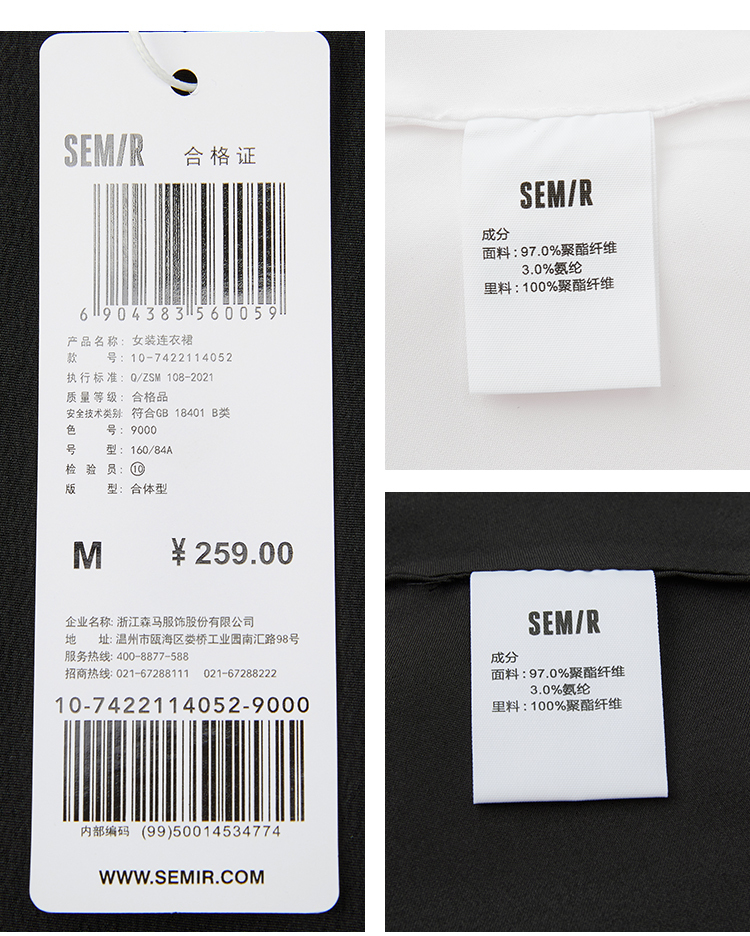 SEM/R 合格证
6 904383 560059
产品名称：女装连衣裙
款 号：10-7422114052
执行标准：Q/ZSM 108-2021
质量等级：合格品
安全技术类别：符合GB 18401 B类
色 号：9000
号 型：160/84A
检 验 员：⑩
版 型：合体型
M ¥ 259.00
企业名称：浙江森马服饰股份有限公司
地 址：温州市瓯海区娄桥工业园南汇路98号
服务热线：400-8877-588
招商热线：021-67288111 021-67288222
10-7422114052-9000
内部编码 (99)50014534774
WWW.SEMIR.COM
SEM/R
成分
面料：97.0%聚酯纤维
3.0%氨纶
里料：100%聚酯纤维
SEM/R
成分
面料：97.0%聚酯纤维
3.0%氨纶
里料：100%聚酯纤维